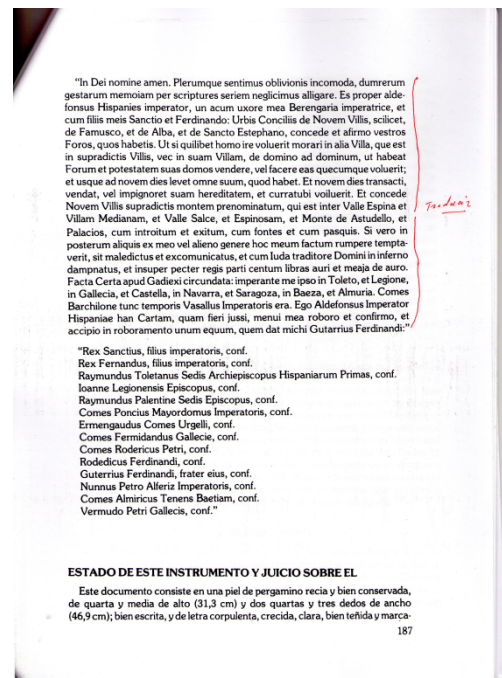 “In Dei nomine amen. Plerumque sentimus oblivionis incomoda, dumrerum
gestarum memoiam per scriptures seriem neglicimus alligare. Es proper alde-
fonsus Hispanies imperator, un acum uxore mea Berengaria imperatrice, et
cum filiis meis Sanctio et Ferdinando: Urbis Conciliis de Novem Villis, scilicet,
de Famusco, et de Alba, et de Sancto Estephano, concede et afirmo vestros
Foros, quos habetis. Ut si quilibet homo ire voluerit morari in alia Villa, que est
in supradictis Villis, vec in suam Villam, de domino ad dominum, ut habeat
Forum et potestatem suas domos vendere, vel facere eas quecumque voluerit;
et usque ad novem dies levet omne suum, quod habet. Et novem dies transacti,
vendat, vel impignoret suam hereditatem, et curratubi voiluerit. Et concede
Novem Villis supradictis montem prenominatum, qui est inter Valle Espina et
Villam Medianam, et Valle Salce, et Espinosam, et Monte de Astudello, et
Palacios, cum introitum et exitum, cum fontes et cum pasquis. Si vero in
posterum aliquis ex meo vel alieno genere hoc meum factum rumpere tempta-
verit, sit maledictus et excomunicatus, et cum Iuda traditore Domini in inferno
dampnatus, et insuper pecter regis parti centum libras auri et meaja de auro.
Facta Certa apud Gadiexi circundata: imperante me ipso in Toleto, et Legione,
in Gallecia, et Castella, in Navarra, et Saragoza, in Baeza, et Almuria. Comes
Barchilone tunc temporis Vasallus Imperatoris era. Ego Aldefonsus Imperator
Hispaniae han Cartam, quam fieri jussi, menui mea roboro et confirmo, et
accipio in roboramento unum equum, quem dat michi Gutarrius Ferdinandi:”
Traducir
“Rex Sanctius, filius imperatoris, conf.
Rex Fernandus, filius imperatoris, conf.
Raymundus Toletanus Sedis Archiepiscopus Hispaniarum Primas, conf.
Ioanne Legionensis Episcopus, conf.
Raymundus Palentine Sedis Episcopus, conf.
Comes Poncius Mayordomus Imperatoris, conf.
Ermengaudus Comes Urgelli, conf.
Comes Fermidandus Gallecie, conf.
Comes Rodericus Petri, conf.
Rodedicus Ferdinandi, conf.
Guterrius Ferdinandi, frater eius, conf.
Nunnus Petro Alferiz Imperatoris, conf.
Comes Almiricus Tenens Baetiam, conf.
Vermudo Petri Gallecis, conf.”
ESTADO DE ESTE INSTRUMENTO Y JUICIO SOBRE EL
Este documento consiste en una piel de pergamino recia y bien conservada,
de quarta y media de alto (31,3 cm) y dos quartas y tres dedos de ancho
(46,9 cm); bien escrita, y de letra corpulenta, crecida, clara, bien teñida y marca-
187